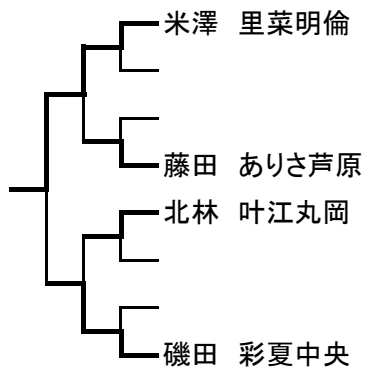 米澤　里菜明倫
藤田　ありさ芦原
北林　叶江丸岡
磯田　彩夏中央